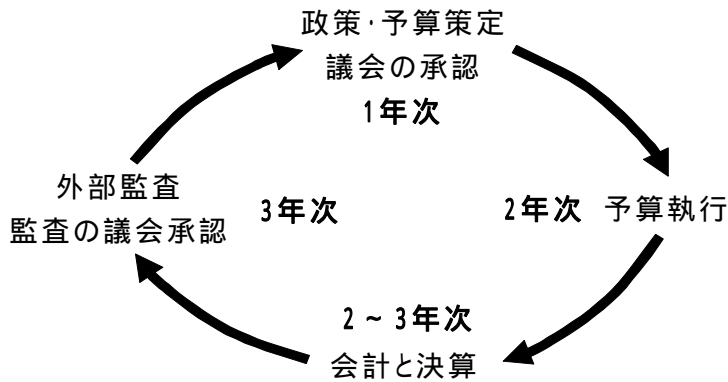 政策・予算策定
議会の承認
1年次
外部監査
監査の議会承認
3年次
2年次 予算執行
2～3年次
会計と決算